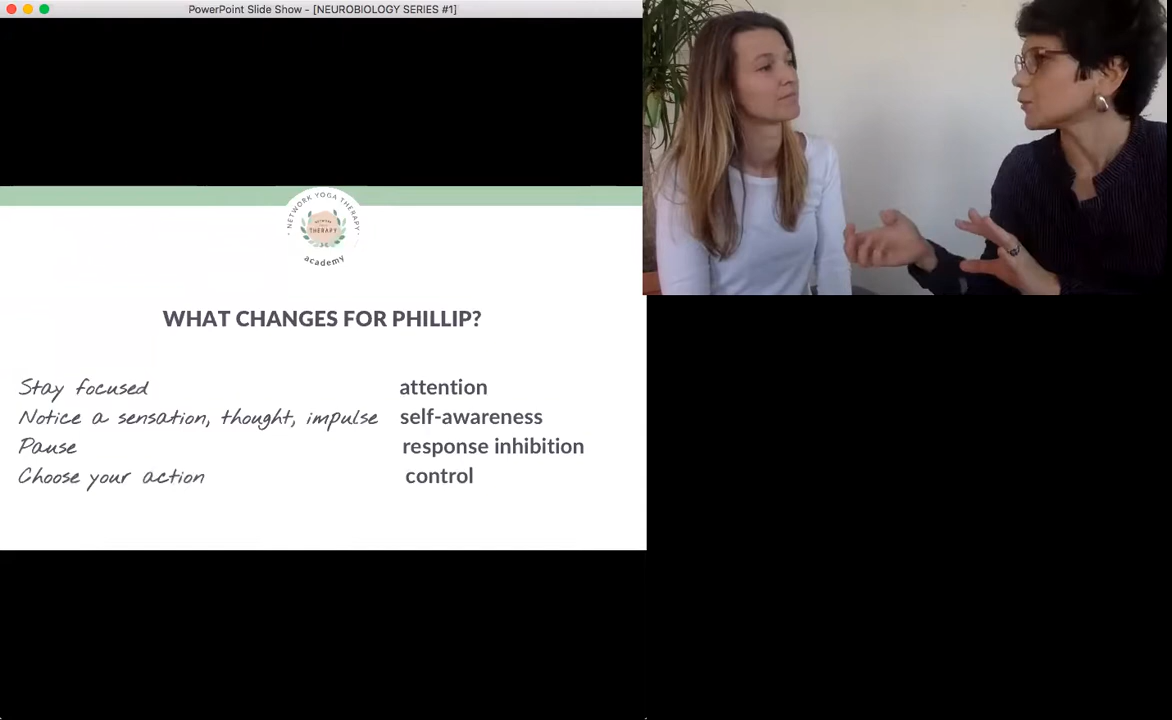 PowerPoint Slide Show - [NEUROBIOLOGY SERIES #1]
NETWORK YOGA THERAPY
THERAPY
academy
WHAT CHANGES FOR PHILLIP?
Stay focused attention
Notice a sensation, thought, impulse self-awareness
Pause response inhibition
Choose your action control